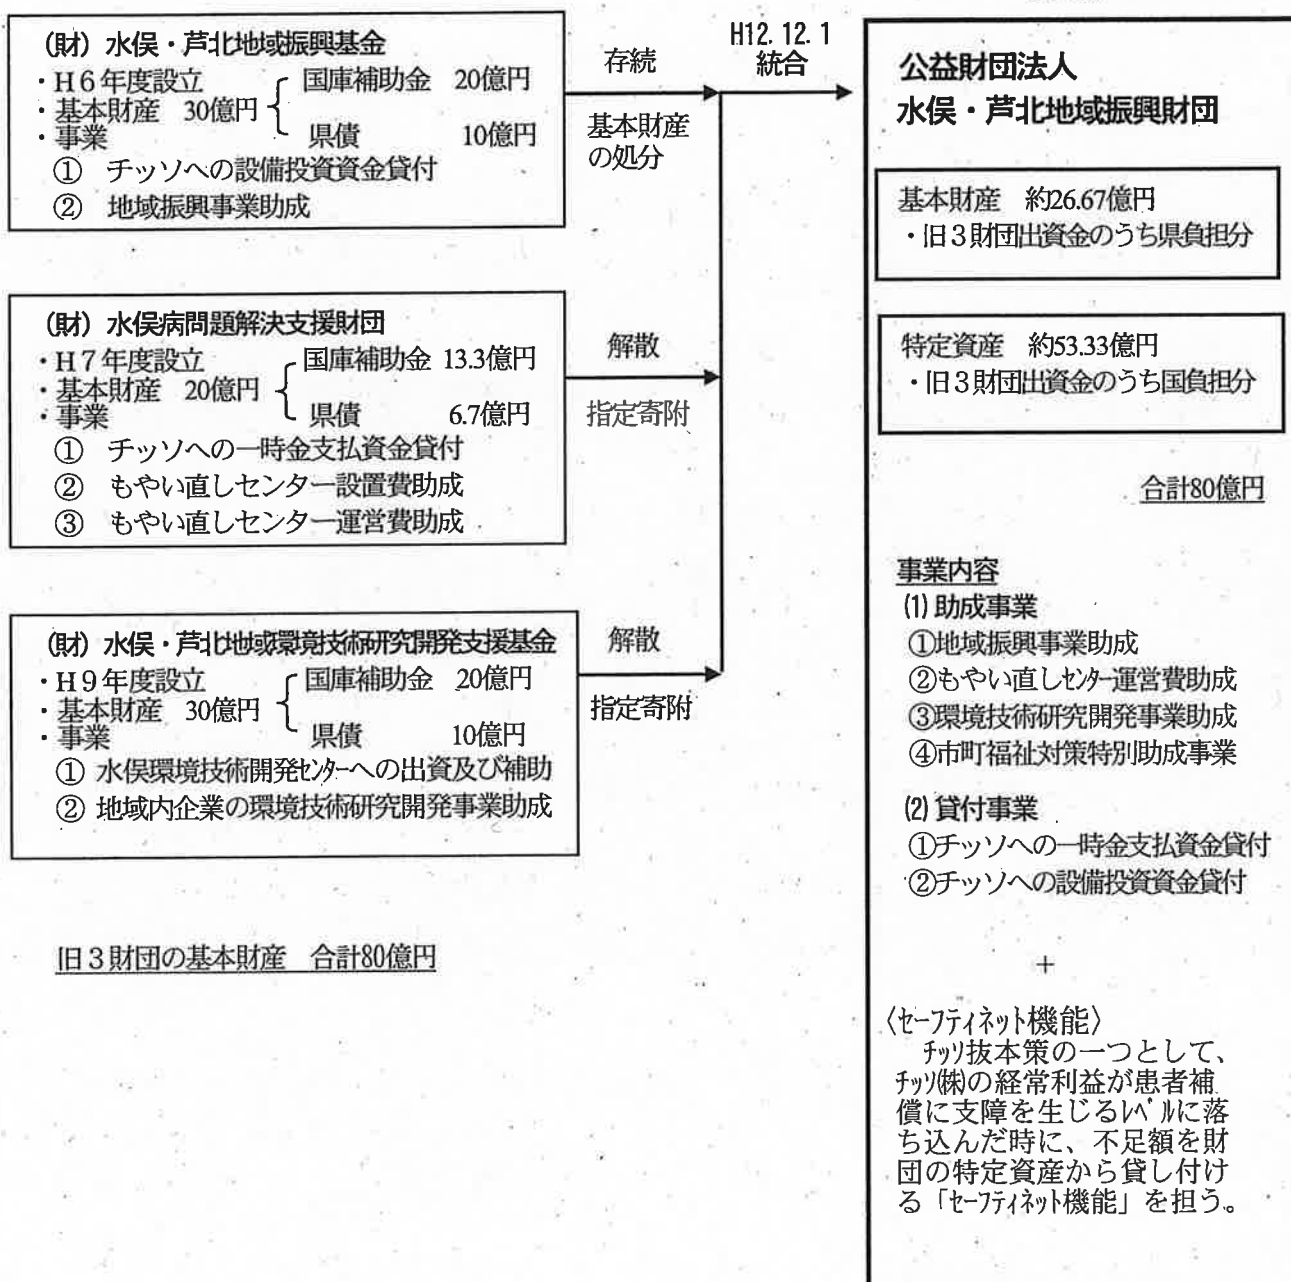 (財)水俣・芦北地域振興基金
・H6年度設立
・基本財産 30億円
国庫補助金 20億円
県債 10億円
・事業
① チッソへの設備投資資金貸付
② 地域振興事業助成
存続
基本財産
の処分
H12.12.1
統合
(財)水俣病問題解決支援財団
・H7年度設立
・基本財産 20億円
国庫補助金 13.3億円
県債 6.7億円
・事業
① チッソへの一時金支払資金貸付
② もやい直しセンター設置費助成
③ もやい直しセンター運営費助成
解散
指定寄附
(財)水俣・芦北地域環境技術研究開発支援基金
・H9年度設立
・基本財産 30億円
国庫補助金 20億円
県債 10億円
・事業
① 水俣環境技術開発センターへの出資及び補助
② 地域内企業の環境技術研究開発事業助成
解散
指定寄附
旧3財団の基本財産 合計80億円
公益財団法人
水俣・芦北地域振興財団
基本財産 約26.67億円
・旧3財団出資金のうち県負担分
特定資産 約53.33億円
・旧3財団出資金のうち国負担分
合計80億円
事業内容
(1) 助成事業
①地域振興事業助成
②もやい直しセンター運営費助成
③環境技術研究開発事業助成
④市町福祉対策特別助成事業
(2) 貸付事業
①チッソへの一時金支払資金貸付
②チッソへの設備投資資金貸付
+
〈セーフティネット機能〉
チッソ抜本策の一つとして、
チッソ㈱の経常利益が患者補
償に支障を生じるレベルに落
ち込んだ時に、不足額を財
団の特定資産から貸し付け
る「セーフティネット機能」を担う。